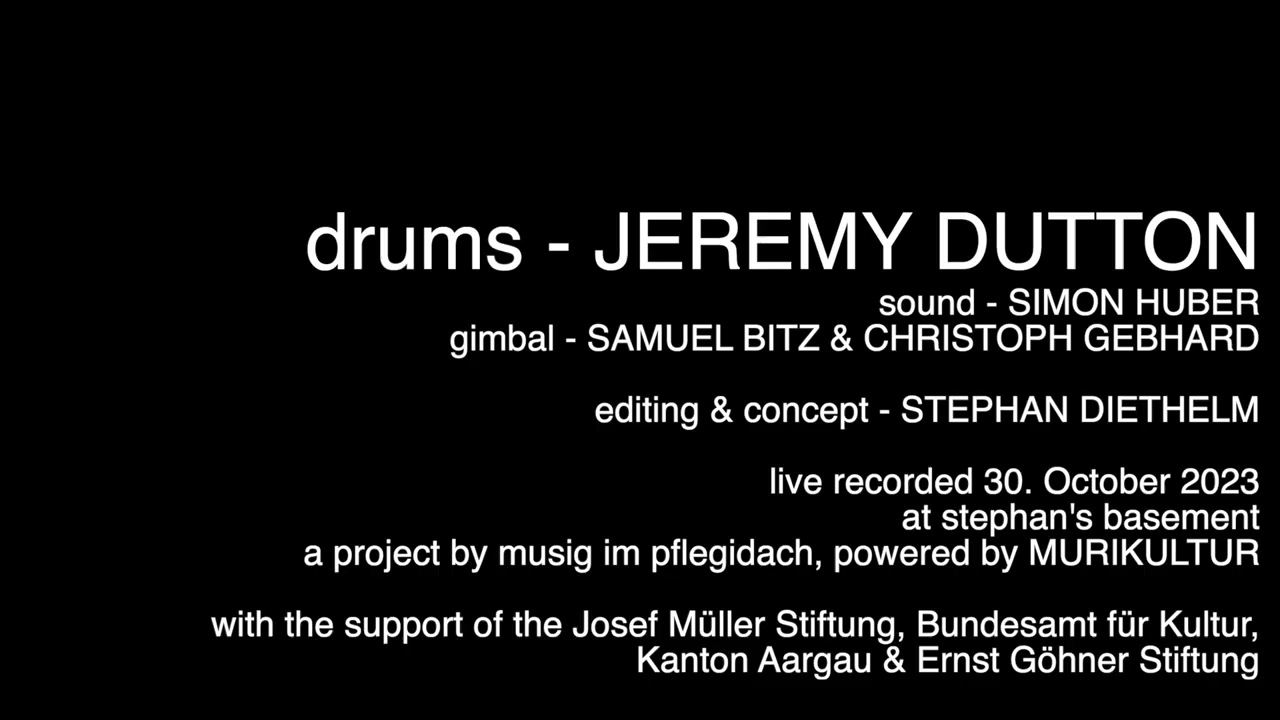 drums - JEREMY DUTTON
sound - SIMON HUBER
gimbal - SAMUEL BITZ & CHRISTOPH GEBHARD
editing & concept - STEPHAN DIETHELM
live recorded 30. October 2023
at stephan's basement
a project by musig im pflegidach, powered by MURIKULTUR
with the support of the Josef Müller Stiftung, Bundesamt für Kultur,
Kanton Aargau & Ernst Göhner Stiftung